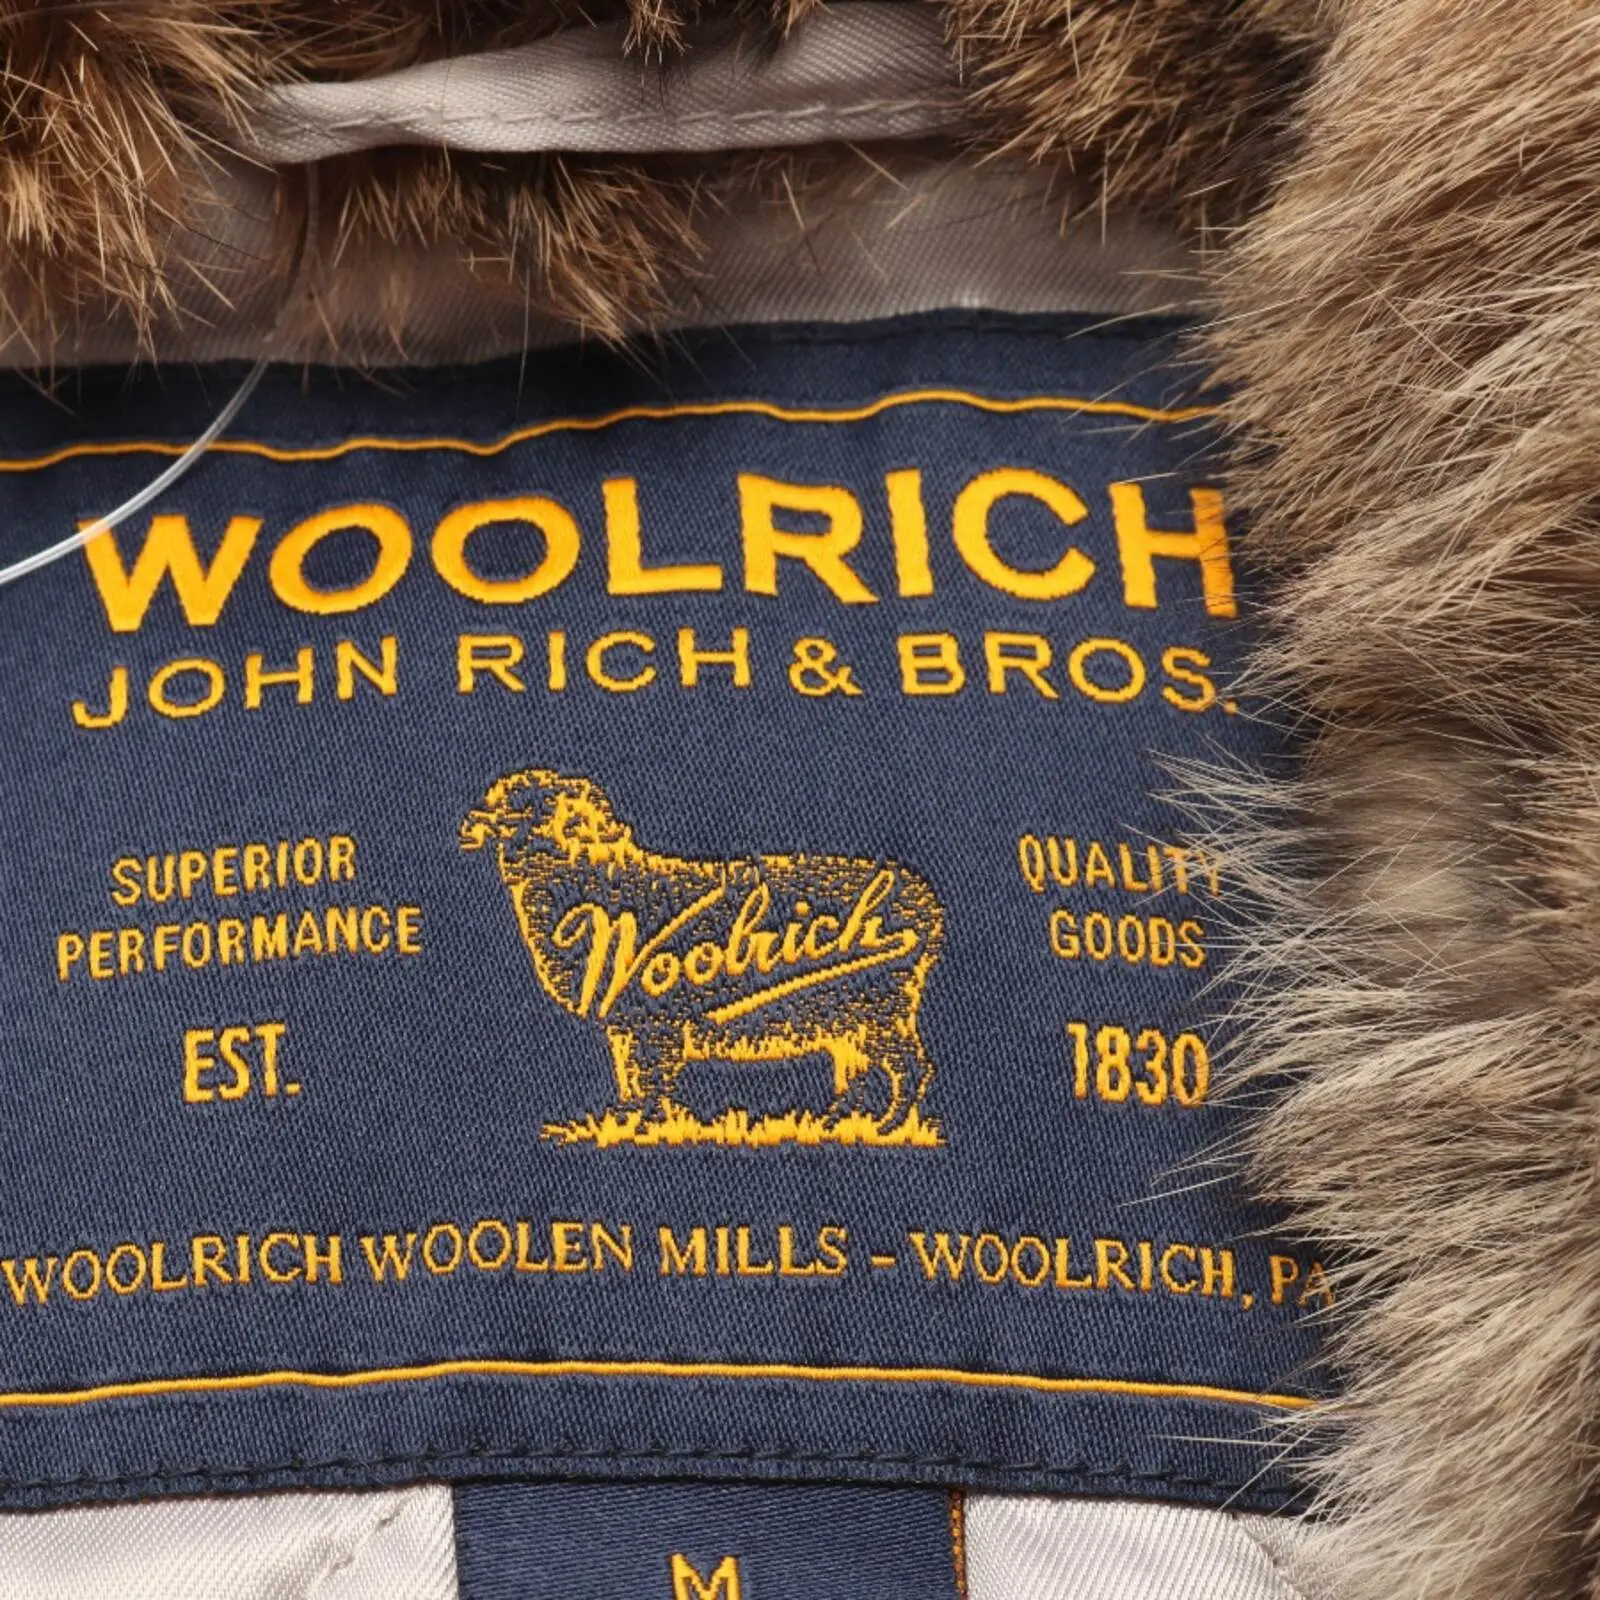 WOOLRICH
JOHN RICH & BROS.
SUPERIOR
PERFORMANCE
QUALITY
GOODS
Woolrich
EST.
1830
WOOLRICH WOOLEN MILLS - WOOLRICH, PA
M